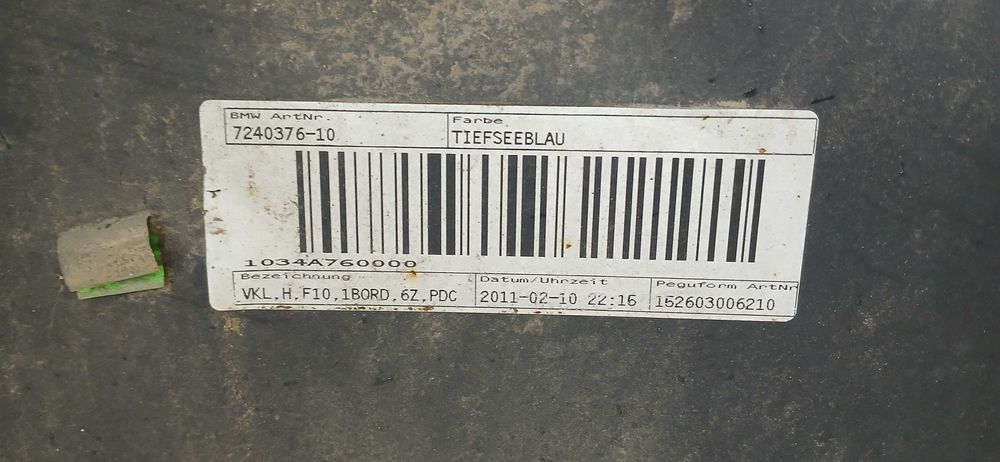 BMW ArtNr.
7240376-10
Farbe
TIEFSEEBLAU
1034A760000
Bezeichnung
VKL,H,F10,1BORD,6Z,PDC
Datum/Uhrzeit
2011-02-10 22:16
Peguform ArtNr
152603006210